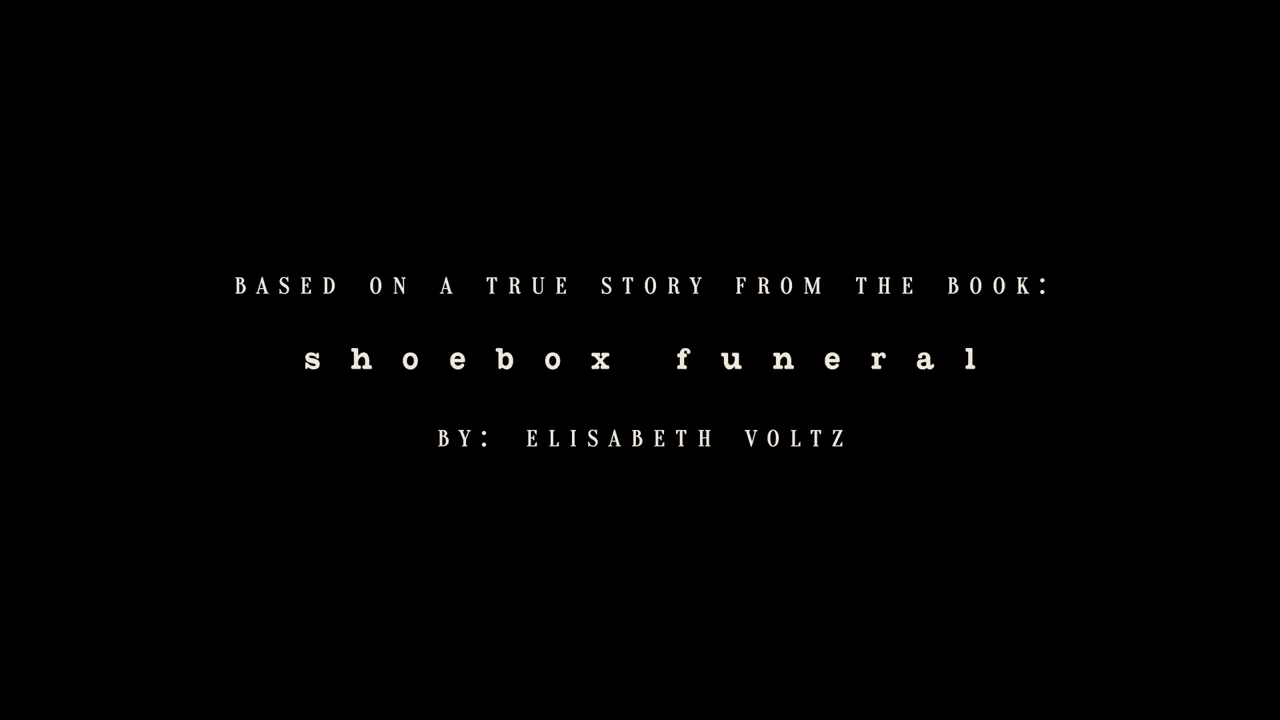 BASED ON A TRUE STORY FROM THE BOOK:
shoebox funeral
BY: ELISABETH VOLTZ